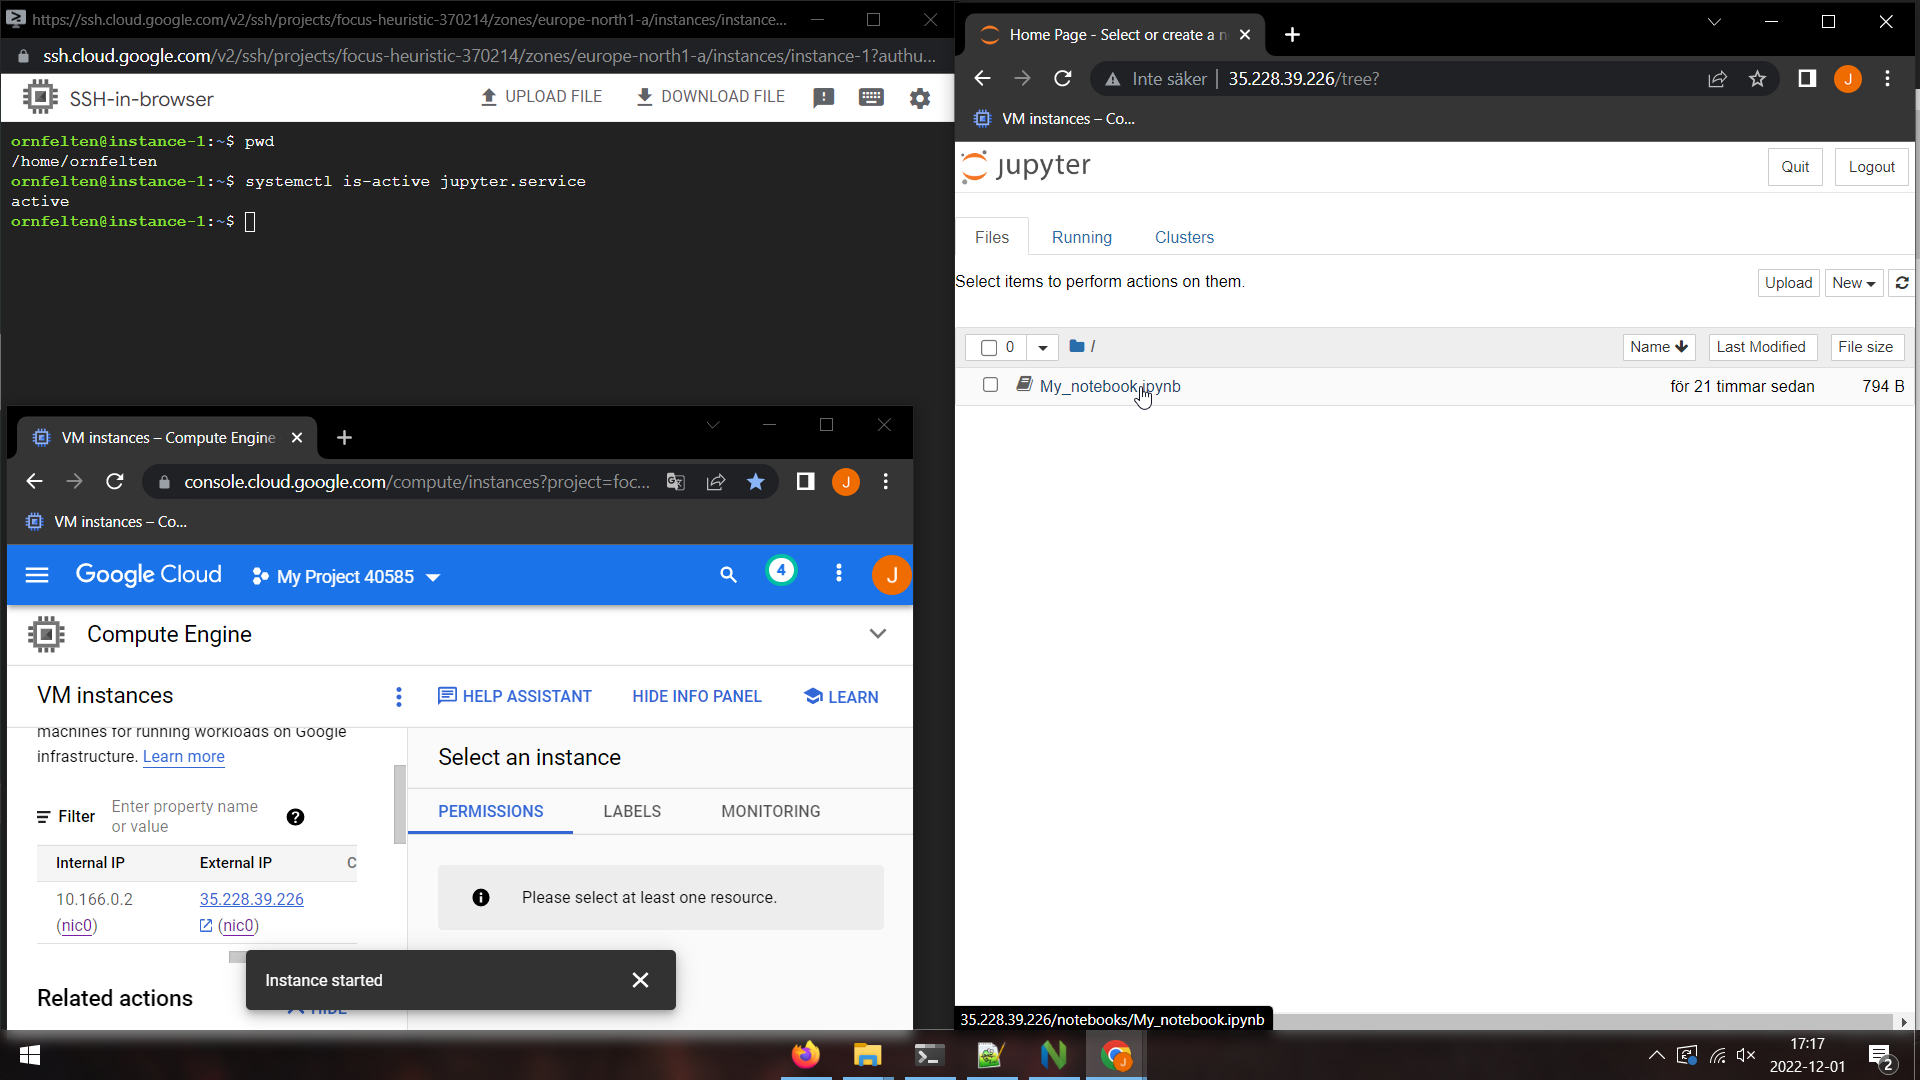 https://ssh.cloud.google.com/v2/ssh/projects/focus-heuristic-370214/zones/europe-north1-a/instances/instance...
ssh.cloud.google.com/v2/ssh/projects/focus-heuristic-370214/zones/europe-north1-a/instances/instance-1?authu...
SSH-in-browser
UPLOAD FILE
DOWNLOAD FILE
ornfelten@instance-1:~$ pwd
/home/ornfelten
ornfelten@instance-1:~$ systemctl is-active jupyter.service
active
ornfelten@instance-1:~$
VM instances – Compute Engine
console.cloud.google.com/compute/instances?project=foc...
J
VM instances – Co...
Google Cloud
My Project 40585
4
J
Compute Engine
VM instances
HELP ASSISTANT
HIDE INFO PANEL
LEARN
machines for running workloads on Google
infrastructure. Learn more
Filter
Enter property name
or value
Internal IP
External IP
C
10.166.0.2
(nic0)
35.228.39.226
(nic0)
Related actions
HIDE
Select an instance
PERMISSIONS
LABELS
MONITORING
Please select at least one resource.
Instance started
Home Page - Select or create a n
Inte säker
35.228.39.226/tree?
J
VM instances – Co...
jupyter
Quit
Logout
Files
Running
Clusters
Select items to perform actions on them.
Upload
New
0
/
Name
Last Modified
File size
My_notebook.ipynb
för 21 timmar sedan
794 B
35.228.39.226/notebooks/My_notebook.ipynb
J
17:17
2022-12-01
2